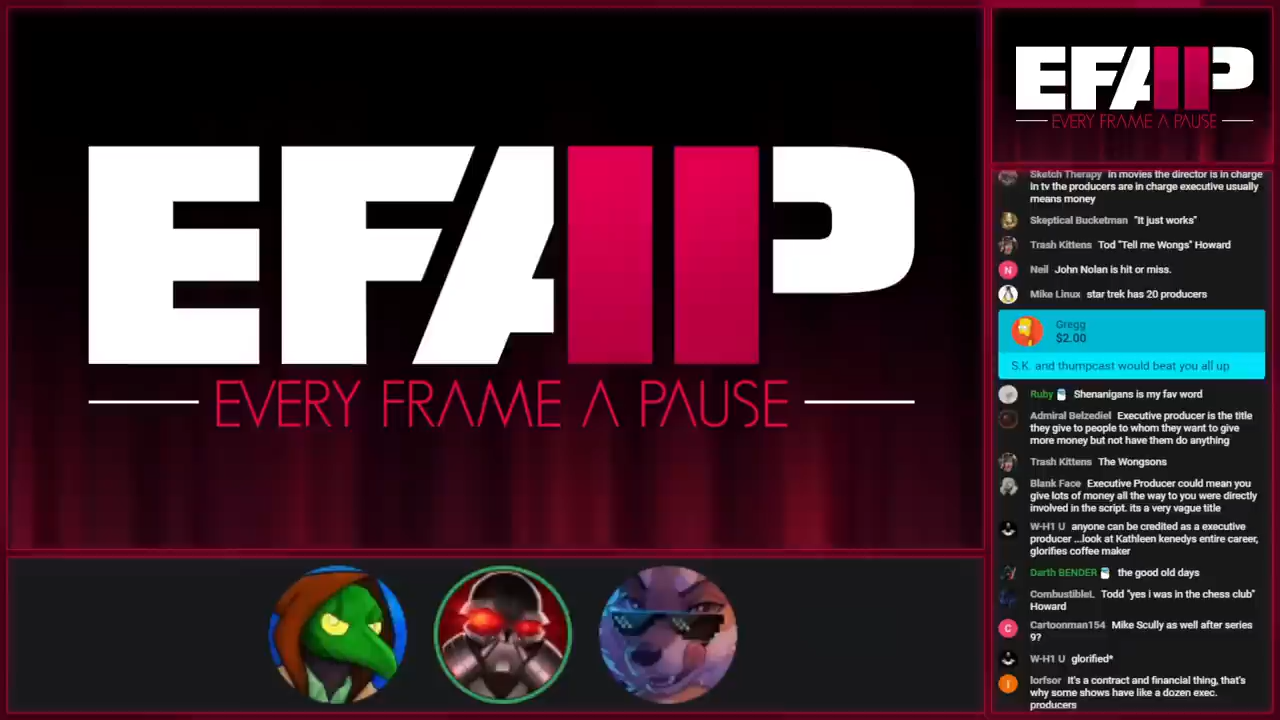 EFAP
EVERY FRAME A PAUSE
EFAP
EVERY FRAME A PAUSE
Sketch Therapy in movies the director is in charge
in tv the producers are in charge executive usually
means money
Skeptical Bucketman "It just works"
Trash Kittens Tod "Tell me Wongs" Howard
N Neil John Nolan is hit or miss.
Mike Linux star trek has 20 producers
Gregg
$2.00
S.K. and thumpcast would beat you all up
Ruby Shenanigans is my fav word
Admiral Belzediel Executive producer is the title
they give to people to whom they want to give
more money but not have them do anything
Trash Kittens The Wongsons
Blank Face Executive Producer could mean you
give lots of money all the way to you were directly
involved in the script. its a very vague title
W-H1 U anyone can be credited as a executive
producer ...look at Kathleen kenedys entire career,
glorifies coffee maker
Darth BENDER the good old days
CombustibleL Todd "yes i was in the chess club"
Howard
C Cartoonman154 Mike Scully as well after series
9?
W-H1 U glorified*
l lorfsor It's a contract and financial thing, that's
why some shows have like a dozen exec.
producers